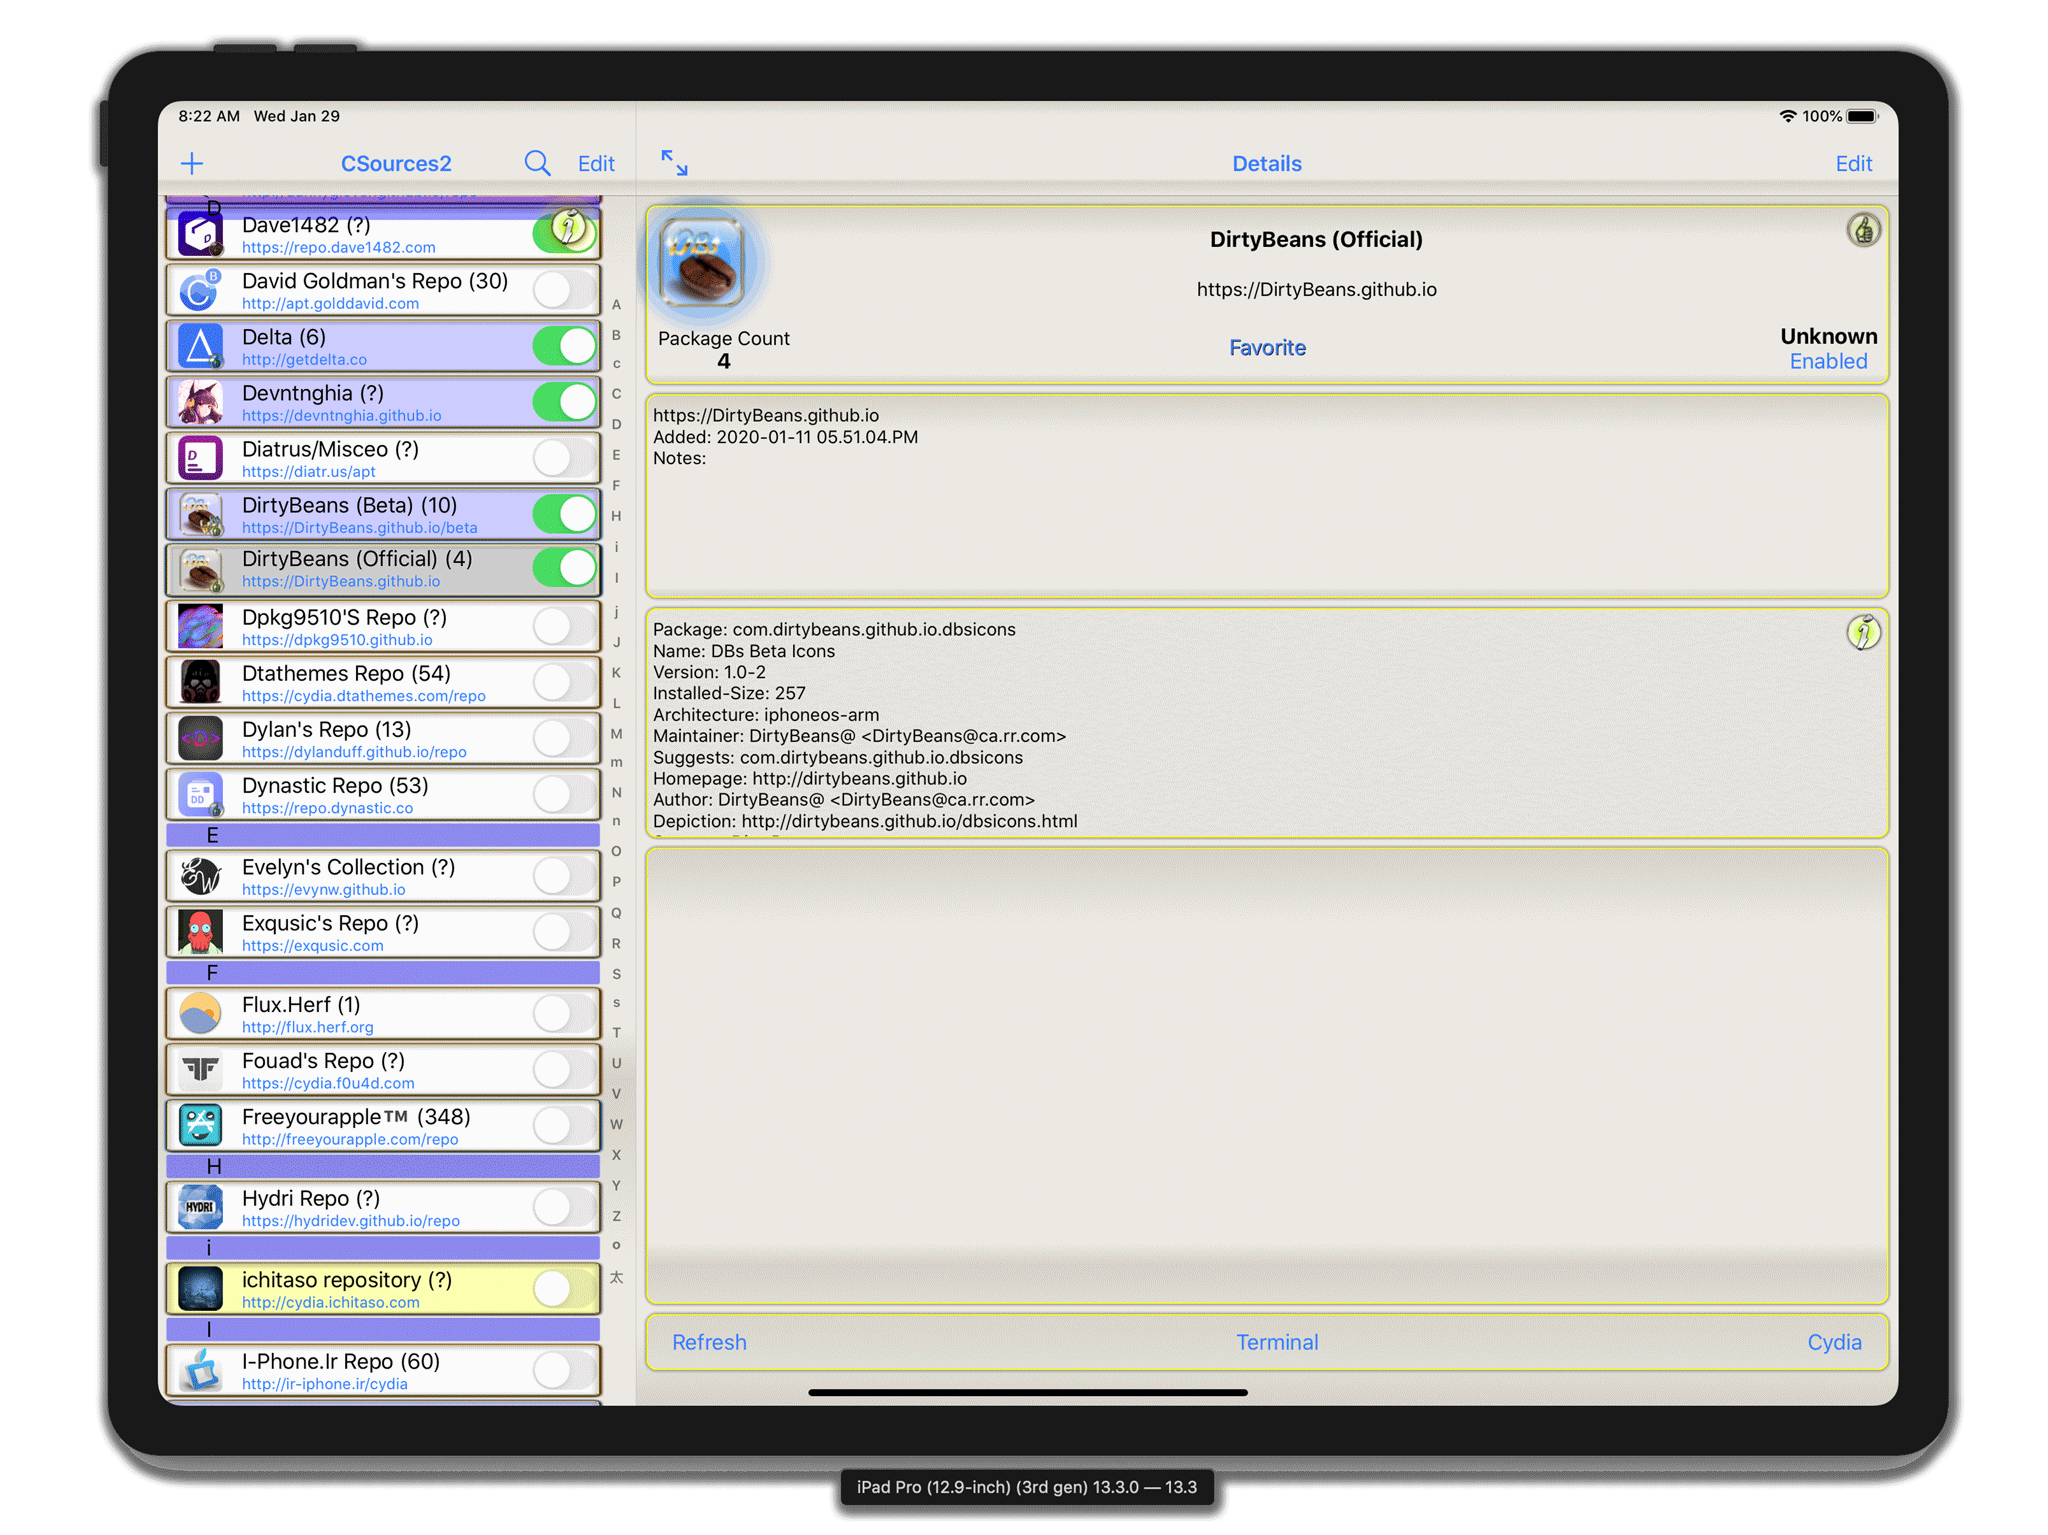 8:22 AM Wed Jan 29
100%
CSources2
Edit
D
Dave1482 (?)
https://repo.dave1482.com
David Goldman's Repo (30)
http://apt.golddavid.com
Delta (6)
http://getdelta.co
Devntnghia (?)
https://devntnghia.github.io
Diatrus/Misceo (?)
https://diatr.us/apt
DirtyBeans (Beta) (10)
https://DirtyBeans.github.io/beta
DirtyBeans (Official) (4)
https://DirtyBeans.github.io
Dpkg9510'S Repo (?)
https://dpkg9510.github.io
Dtathemes Repo (54)
https://cydia.dtathemes.com/repo
Dylan's Repo (13)
https://dylanduff.github.io/repo
Dynastic Repo (53)
https://repo.dynastic.co
E
Evelyn's Collection (?)
https://evynw.github.io
Exqusic's Repo (?)
https://exqusic.com
F
Flux.Herf (1)
http://flux.herf.org
Fouad's Repo (?)
https://cydia.f0u4d.com
Freeyourapple™ (348)
http://freeyourapple.com/repo
H
HYDRI
Hydri Repo (?)
https://hydridev.github.io/repo
i
ichitaso repository (?)
http://cydia.ichitaso.com
I
I-Phone.Ir Repo (60)
http://ir-iphone.ir/cydia
A
B
c
C
D
E
F
H
i
I
j
J
K
L
M
m
N
n
O
P
Q
R
S
s
T
U
V
W
X
Y
Z
o
太
Details
Edit
DirtyBeans (Official)
https://DirtyBeans.github.io
Package Count
4
Favorite
Unknown
Enabled
https://DirtyBeans.github.io
Added: 2020-01-11 05.51.04.PM
Notes:
Package: com.dirtybeans.github.io.dbsicons
Name: DBs Beta Icons
Version: 1.0-2
Installed-Size: 257
Architecture: iphoneos-arm
Maintainer: DirtyBeans@ <DirtyBeans@ca.rr.com>
Suggests: com.dirtybeans.github.io.dbsicons
Homepage: http://dirtybeans.github.io
Author: DirtyBeans@ <DirtyBeans@ca.rr.com>
Depiction: http://dirtybeans.github.io/dbsicons.html
Refresh
Terminal
Cydia
iPad Pro (12.9-inch) (3rd gen) 13.3.0 — 13.3